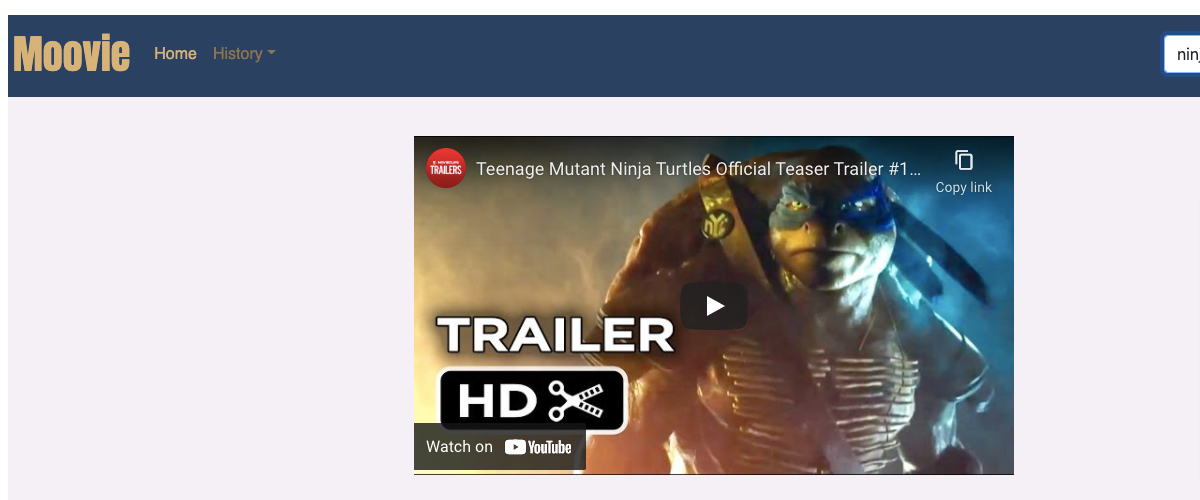 Moovie
Home
History
nin
TRAILERS
Teenage Mutant Ninja Turtles Official Teaser Trailer #1…
Copy link
TRAILER
HD
Watch on YouTube